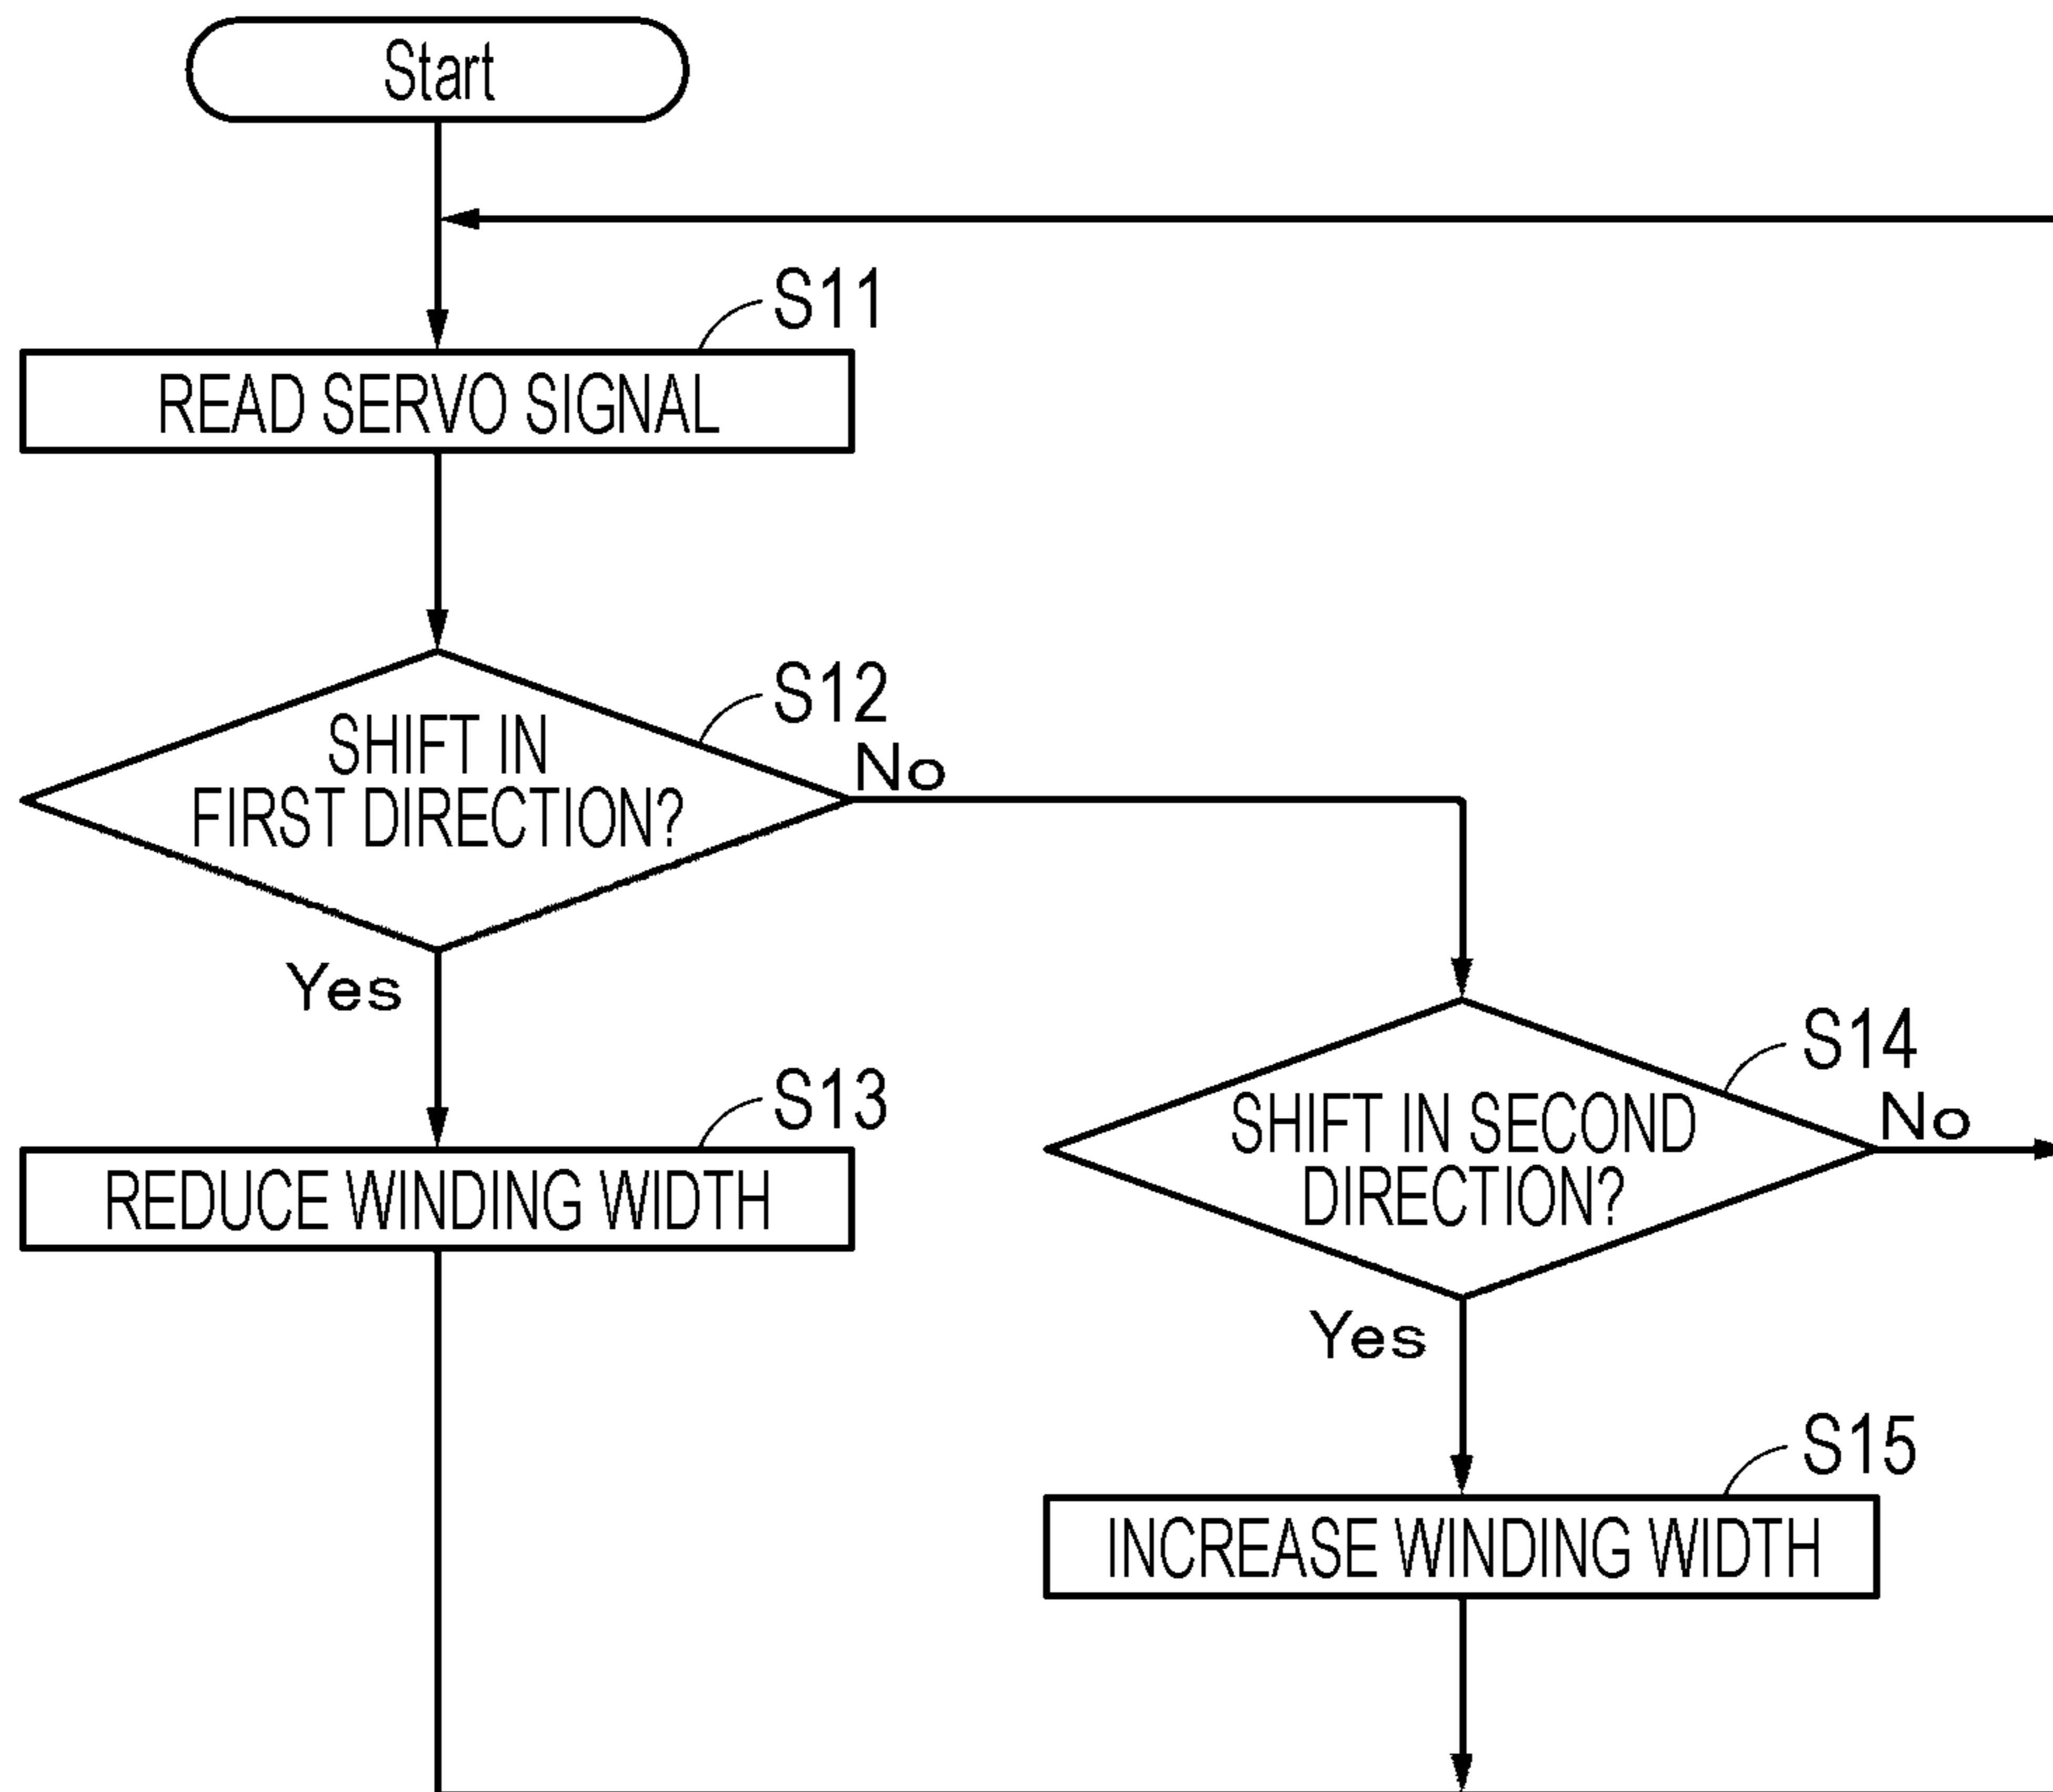 Start
S11
READ SERVO SIGNAL
S12
SHIFT IN
FIRST DIRECTION?
No
Yes
S13
REDUCE WINDING WIDTH
S14
SHIFT IN SECOND
DIRECTION?
No
Yes
S15
INCREASE WINDING WIDTH